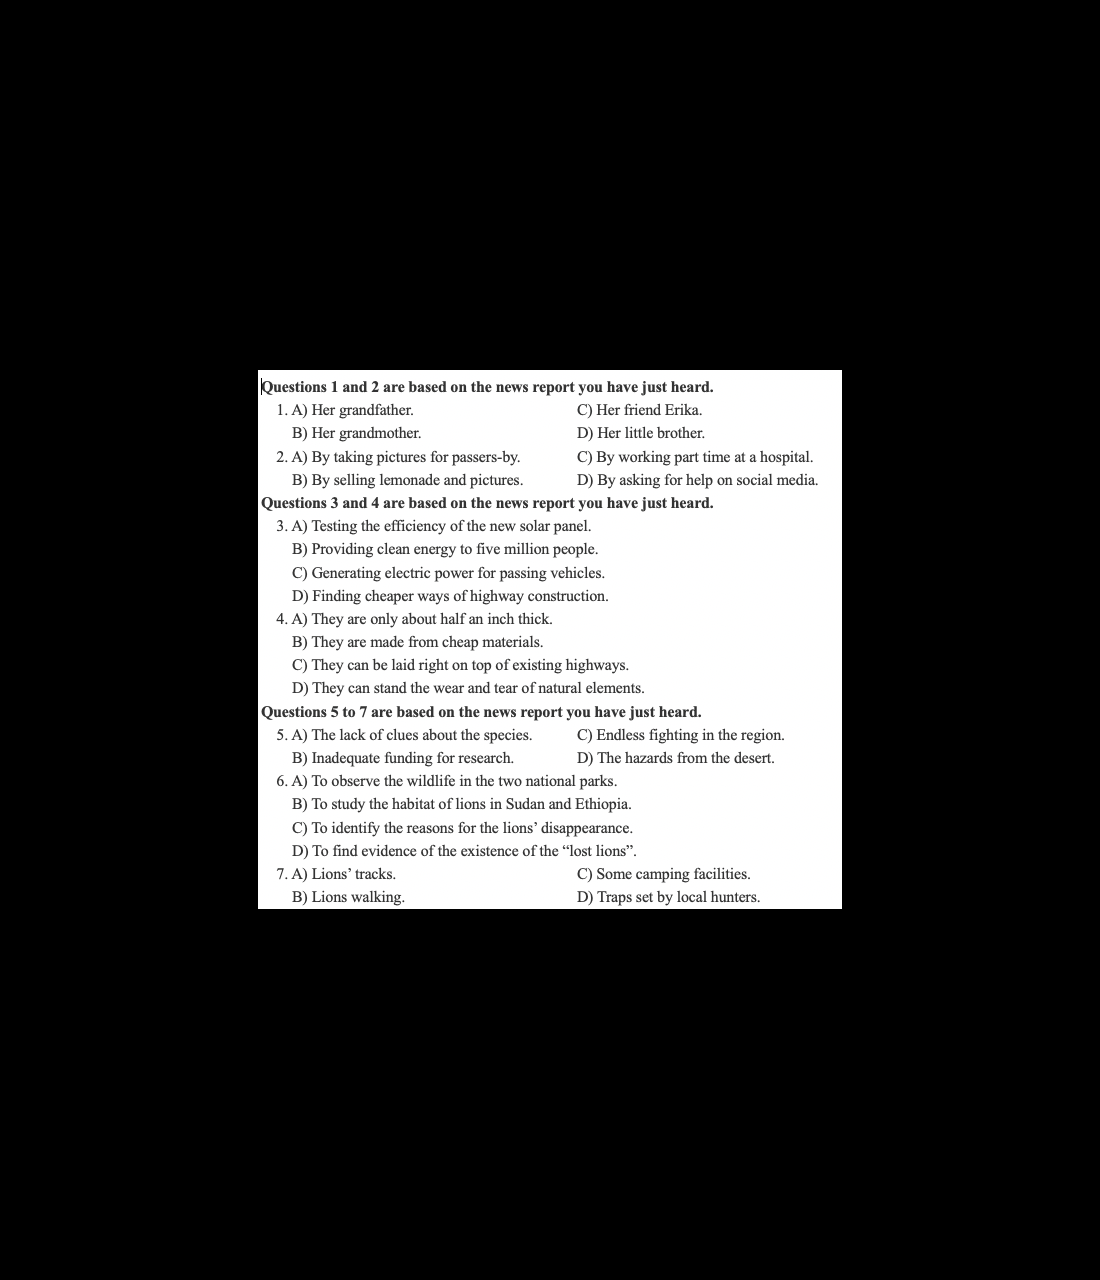 Questions 1 and 2 are based on the news report you have just heard.
1. A) Her grandfather. C) Her friend Erika.
B) Her grandmother. D) Her little brother.
2. A) By taking pictures for passers-by. C) By working part time at a hospital.
B) By selling lemonade and pictures. D) By asking for help on social media.
Questions 3 and 4 are based on the news report you have just heard.
3. A) Testing the efficiency of the new solar panel.
B) Providing clean energy to five million people.
C) Generating electric power for passing vehicles.
D) Finding cheaper ways of highway construction.
4. A) They are only about half an inch thick.
B) They are made from cheap materials.
C) They can be laid right on top of existing highways.
D) They can stand the wear and tear of natural elements.
Questions 5 to 7 are based on the news report you have just heard.
5. A) The lack of clues about the species. C) Endless fighting in the region.
B) Inadequate funding for research. D) The hazards from the desert.
6. A) To observe the wildlife in the two national parks.
B) To study the habitat of lions in Sudan and Ethiopia.
C) To identify the reasons for the lions’ disappearance.
D) To find evidence of the existence of the “lost lions”.
7. A) Lions’ tracks. C) Some camping facilities.
B) Lions walking. D) Traps set by local hunters.